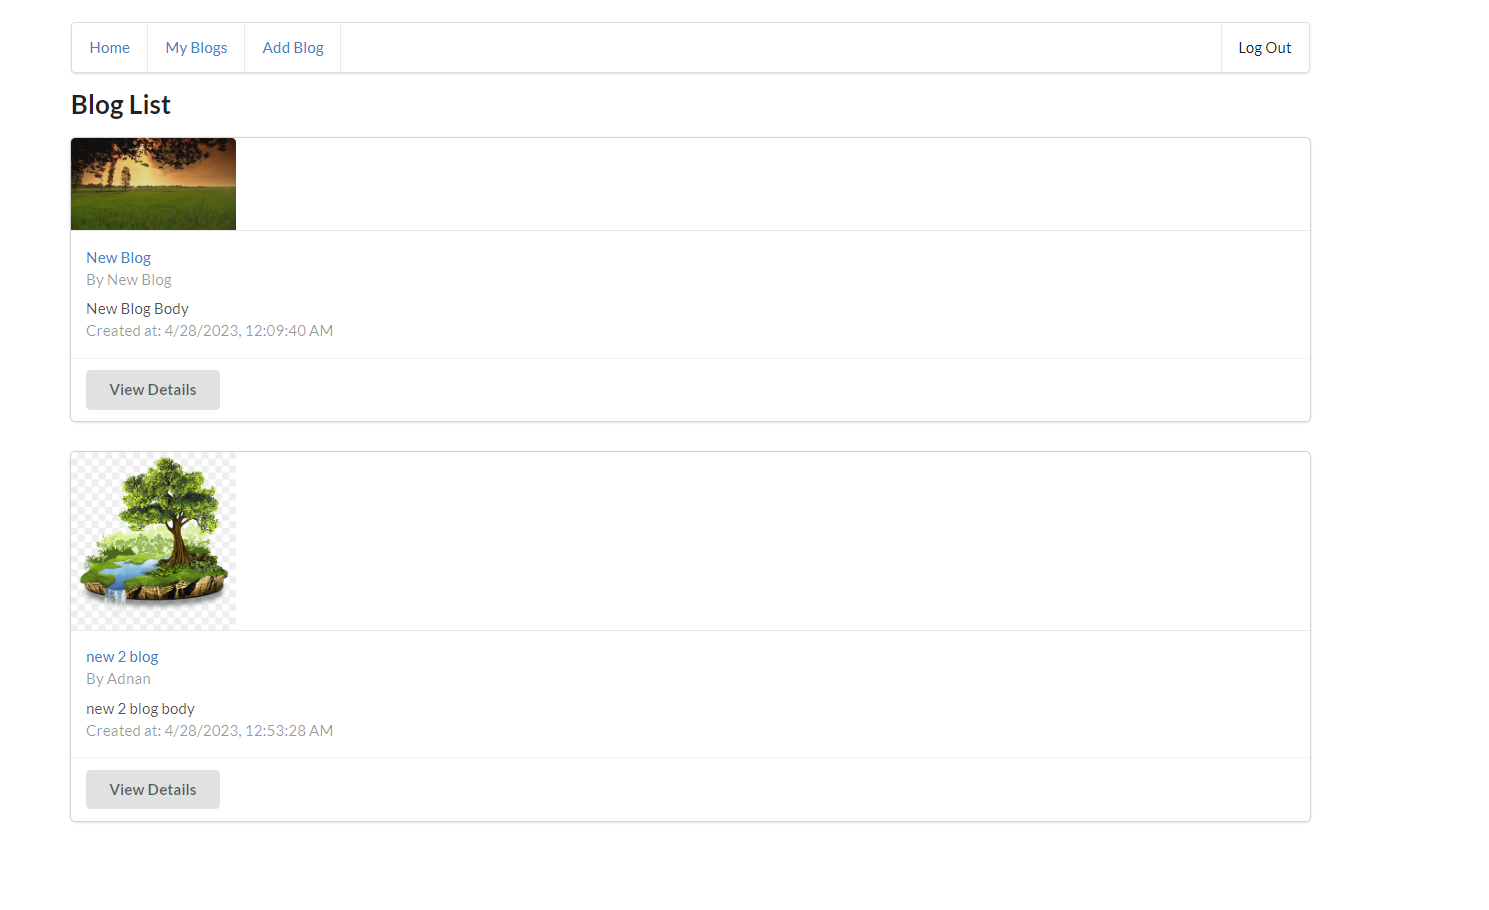 Home My Blogs Add Blog Log Out
Blog List
New Blog
By New Blog
New Blog Body
Created at: 4/28/2023, 12:09:40 AM
View Details
new 2 blog
By Adnan
new 2 blog body
Created at: 4/28/2023, 12:53:28 AM
View Details